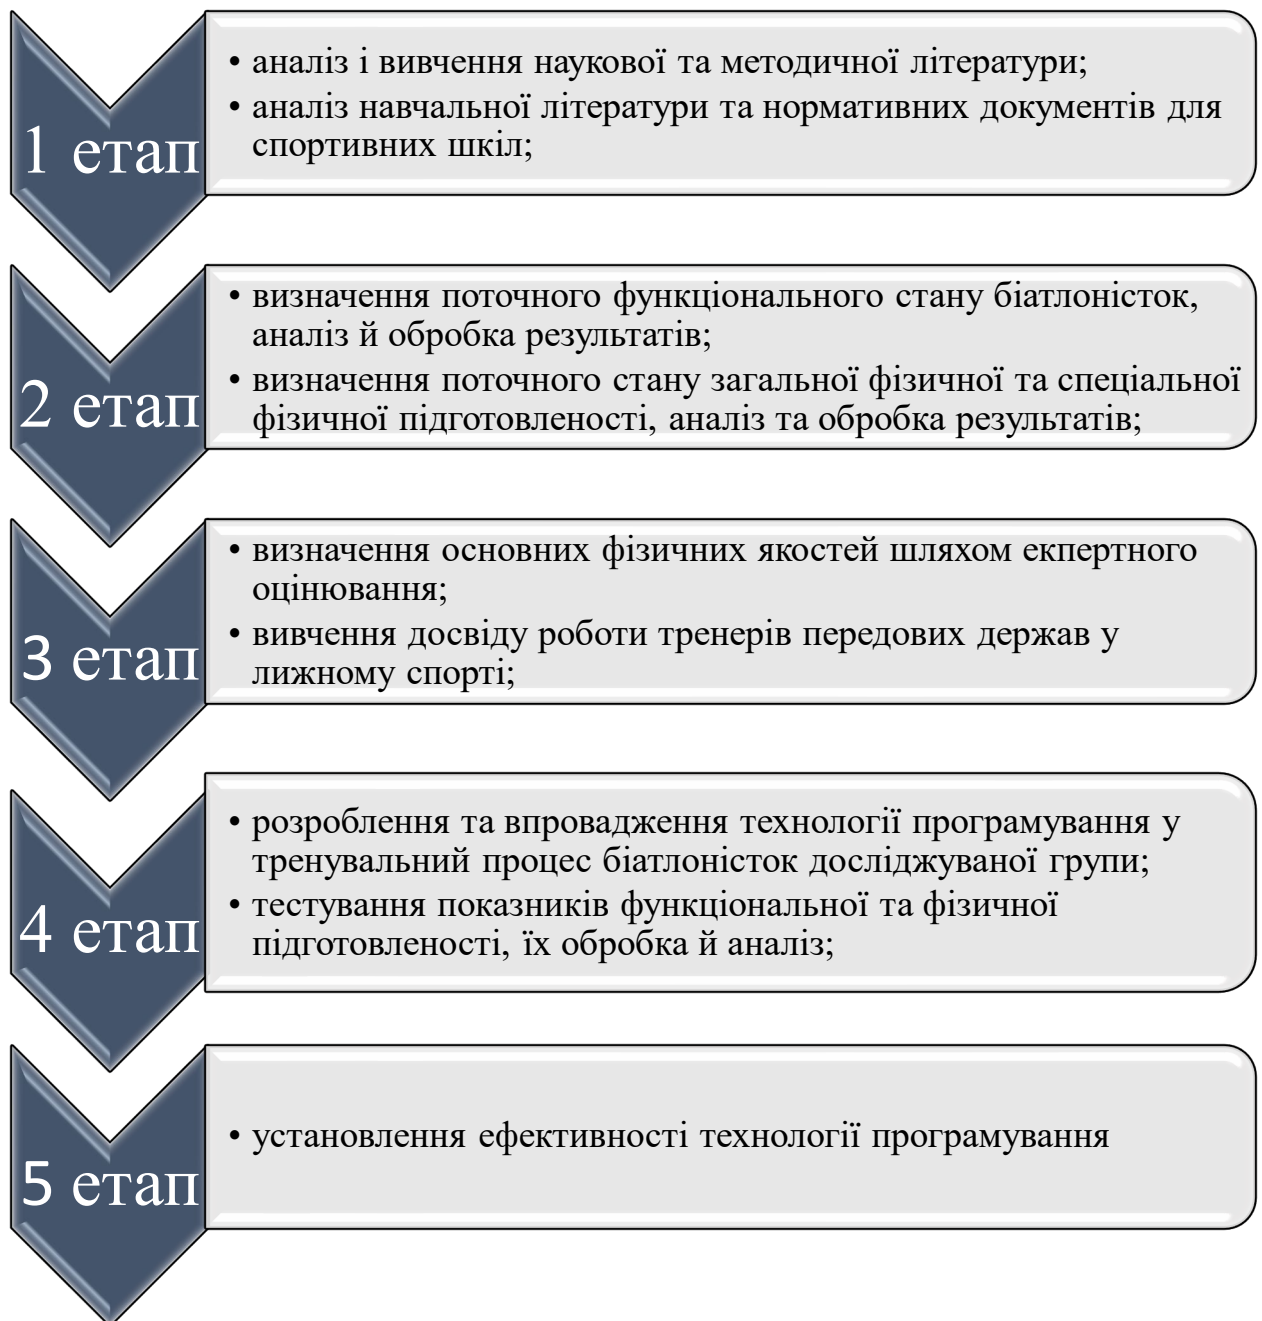 1 етап
• аналіз і вивчення наукової та методичної літератури;
• аналіз навчальної літератури та нормативних документів для
спортивних шкіл;
2 етап
• визначення поточного функціонального стану біатлоністок,
аналіз й обробка результатів;
• визначення поточного стану загальної фізичної та спеціальної
фізичної підготовленості, аналіз та обробка результатів;
3 етап
• визначення основних фізичних якостей шляхом екпертного
оцінювання;
• вивчення досвіду роботи тренерів передових держав у
лижному спорті;
4 етап
• розроблення та впровадження технології програмування у
тренувальний процес біатлоністок досліджуваної групи;
• тестування показників функціональної та фізичної
підготовленості, їх обробка й аналіз;
5 етап
• установлення ефективності технології програмування